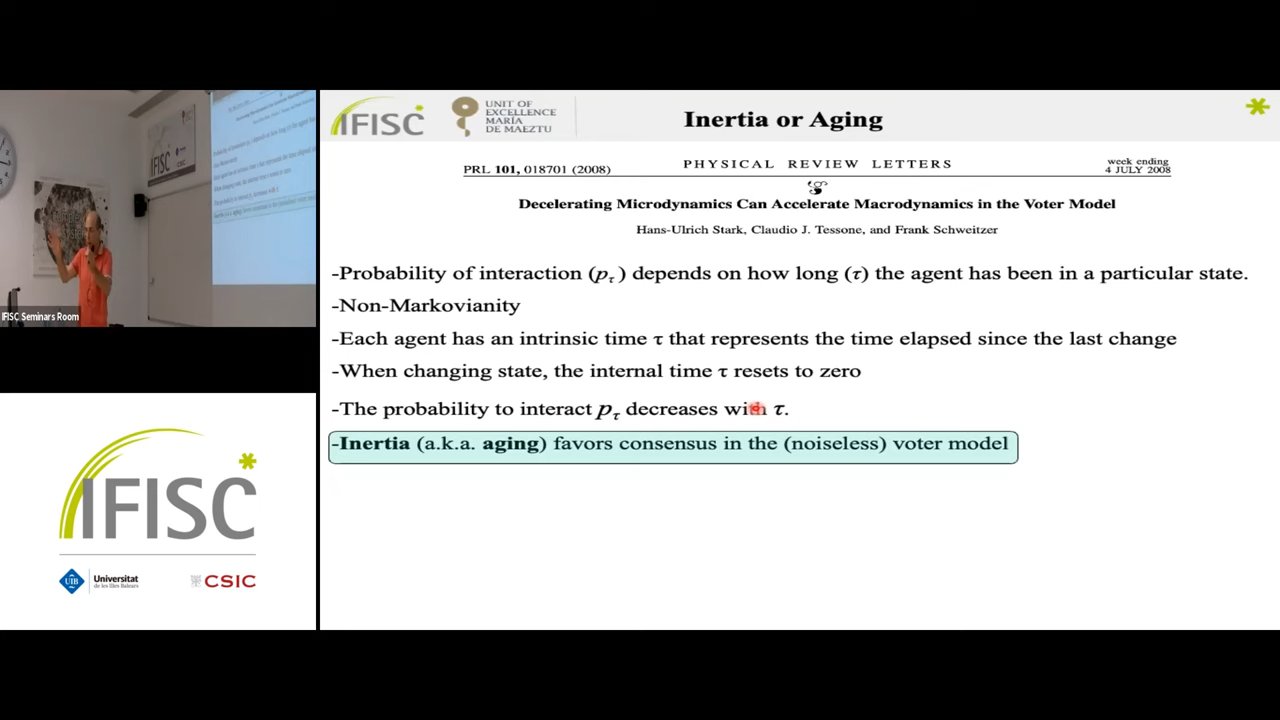 IFISC
UNIT OF
EXCELLENCE
MARÍA
DE MAEZTU
Inertia or Aging
PRL 101, 018701 (2008)
PHYSICAL REVIEW LETTERS
week ending
4 JULY 2008
Decelerating Microdynamics Can Accelerate Macrodynamics in the Voter Model
Hans-Ulrich Stark, Claudio J. Tessone, and Frank Schweitzer
-Probability of interaction (pτ) depends on how long (τ) the agent has been in a particular state.
-Non-Markovianity
-Each agent has an intrinsic time τ that represents the time elapsed since the last change
-When changing state, the internal time τ resets to zero
-The probability to interact pτ decreases with τ.
-Inertia (a.k.a. aging) favors consensus in the (noiseless) voter model
IFISC
IFISC Seminars Room
IFISC
UIB
Universitat
de les Illes Balears
CSIC